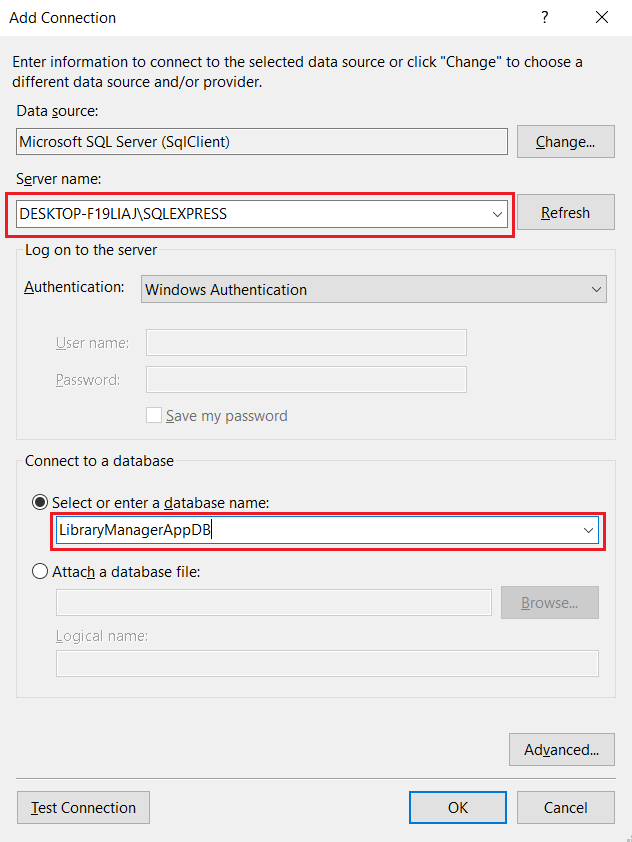 Add Connection
?
Enter information to connect to the selected data source or click "Change" to choose a
different data source and/or provider.
Data source:
Microsoft SQL Server (SqlClient)
Change...
Server name:
DESKTOP-F19LIAJ\SQLEXPRESS
Refresh
Log on to the server
Authentication:
Windows Authentication
User name:
Password:
Save my password
Connect to a database
Select or enter a database name:
LibraryManagerAppDB
Attach a database file:
Browse...
Logical name:
Advanced...
Test Connection
OK
Cancel